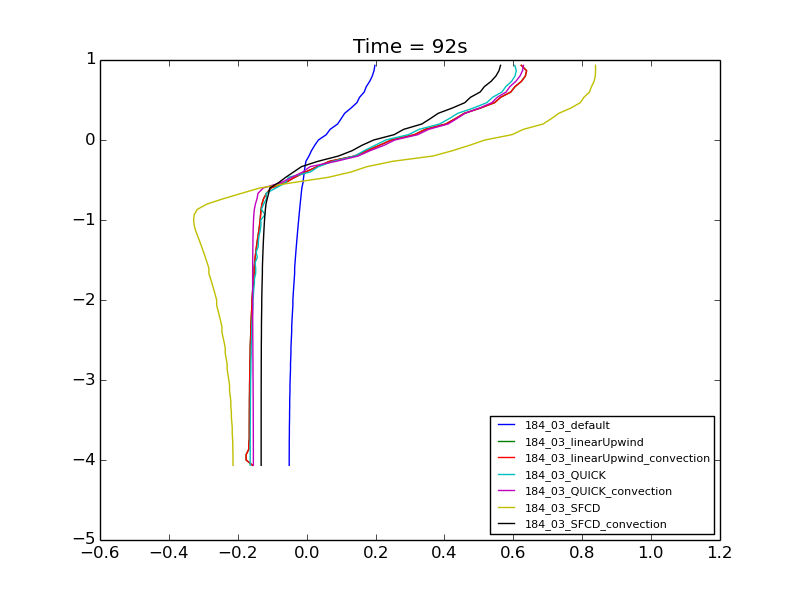 Time = 92s
1
0
−1
−2
−3
−4
−5
−0.6 −0.4 −0.2 0.0 0.2 0.4 0.6 0.8 1.0 1.2
184_03_default
184_03_linearUpwind
184_03_linearUpwind_convection
184_03_QUICK
184_03_QUICK_convection
184_03_SFCD
184_03_SFCD_convection